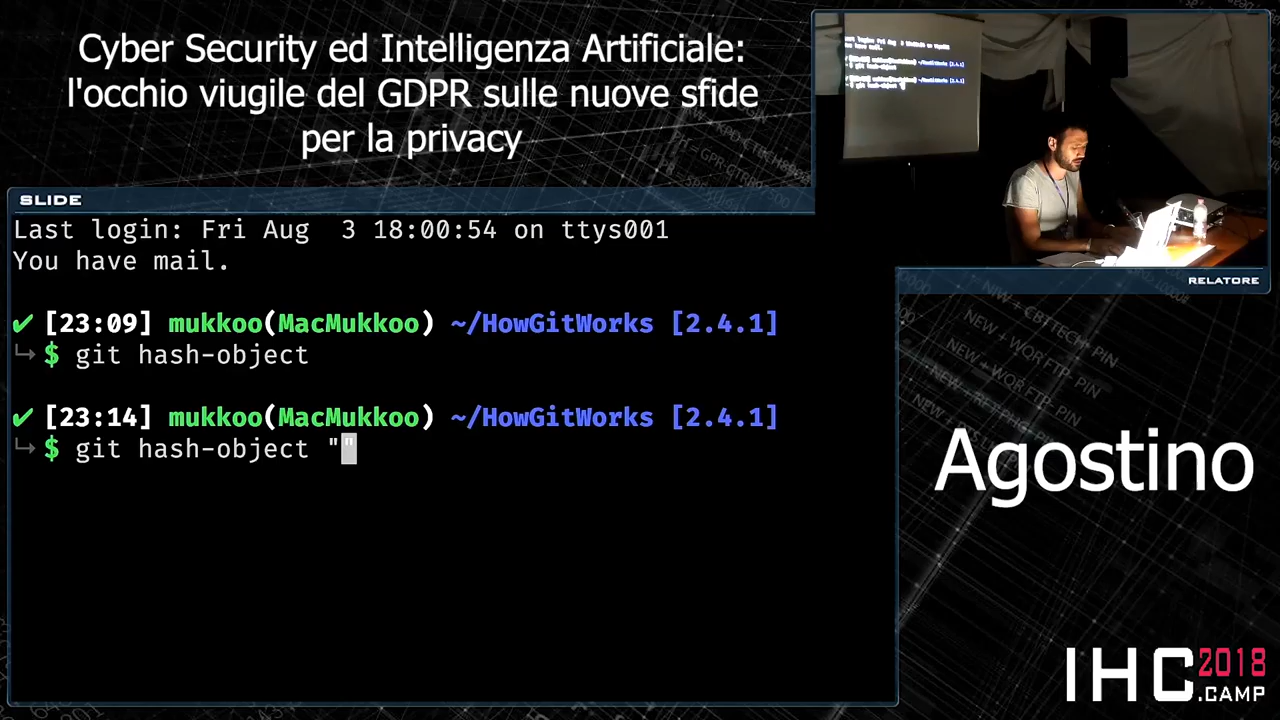 Cyber Security ed Intelligenza Artificiale:
l'occhio viugile del GDPR sulle nuove sfide
per la privacy
SLIDE
Last login: Fri Aug  3 18:00:54 on ttys001
You have mail.
✔ [23:09] mukkoo(MacMukkoo) ~/HowGitWorks [2.4.1]
↳ $ git hash-object
✔ [23:14] mukkoo(MacMukkoo) ~/HowGitWorks [2.4.1]
↳ $ git hash-object ""
RELATORE
Agostino
IHC 2018
.CAMP